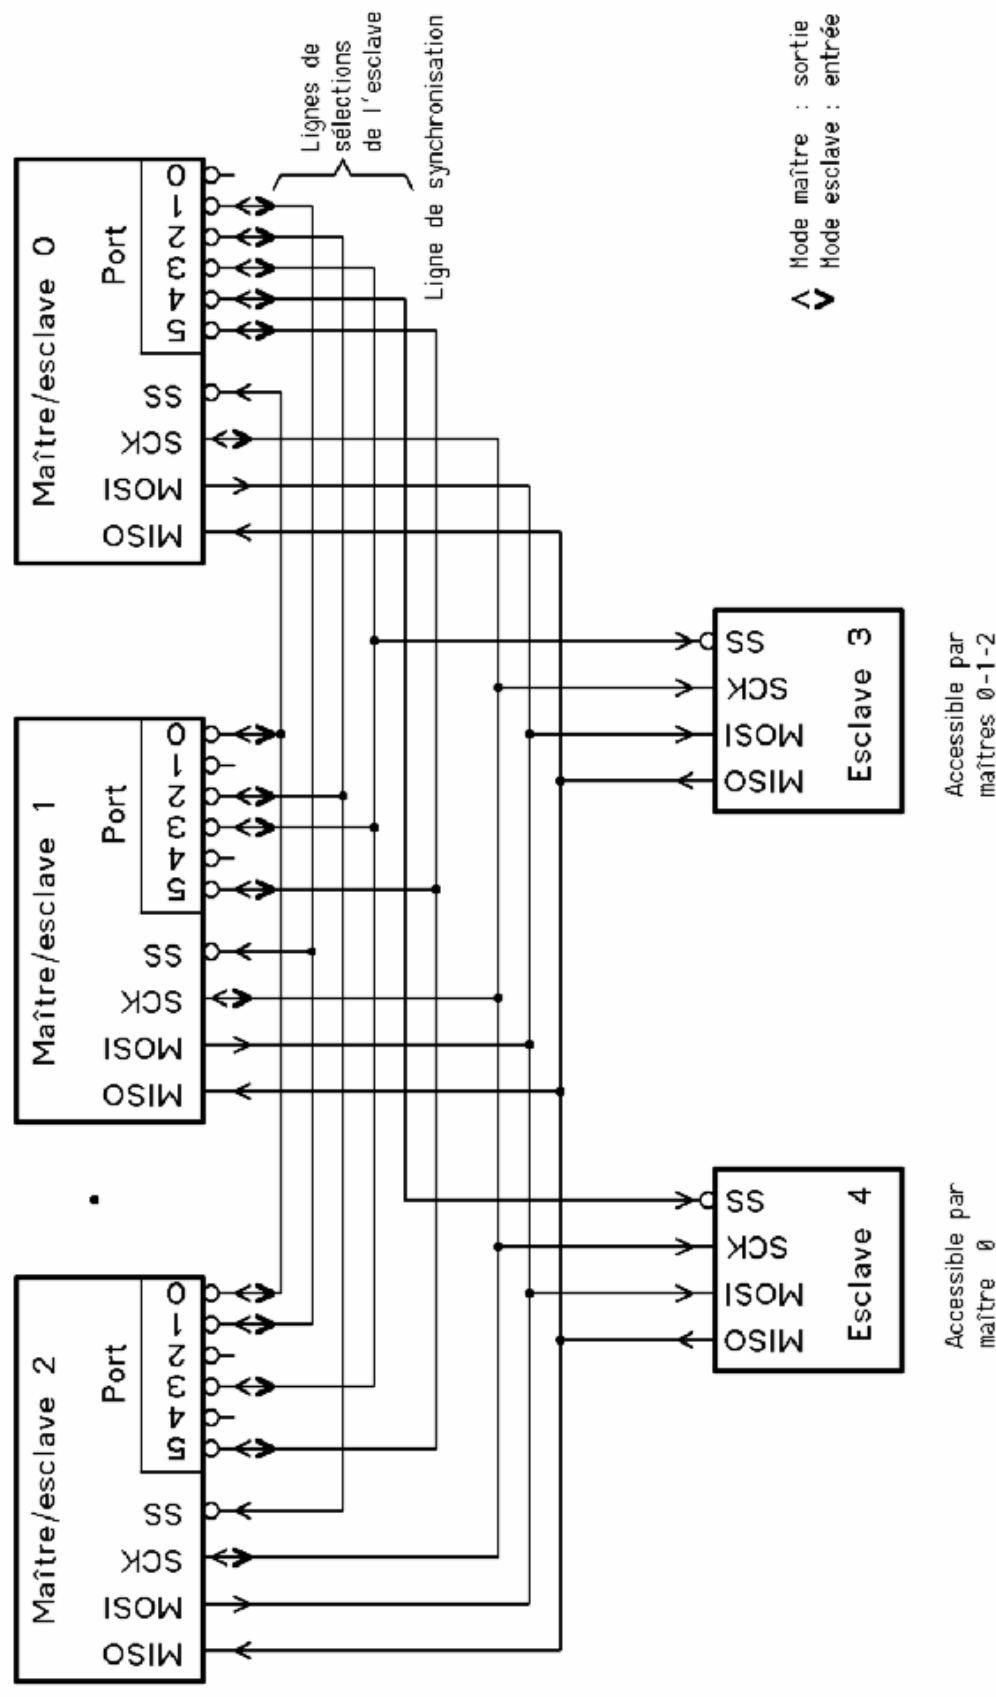 Maître/esclave 2
Port
MISO
MOSI
SCK
SS
5
4
3
2
1
0
Maître/esclave 1
Port
MISO
MOSI
SCK
SS
5
4
3
2
1
0
Maître/esclave 0
Port
MISO
MOSI
SCK
SS
5
4
3
2
1
0
Lignes de
sélections
de l'esclave
Ligne de synchronisation
MISO
MOSI
SCK
SS
Esclave 4
Accessible par
maître 0
MISO
MOSI
SCK
SS
Esclave 3
Accessible par
maîtres 0-1-2
Mode maître : sortie
Mode esclave : entrée